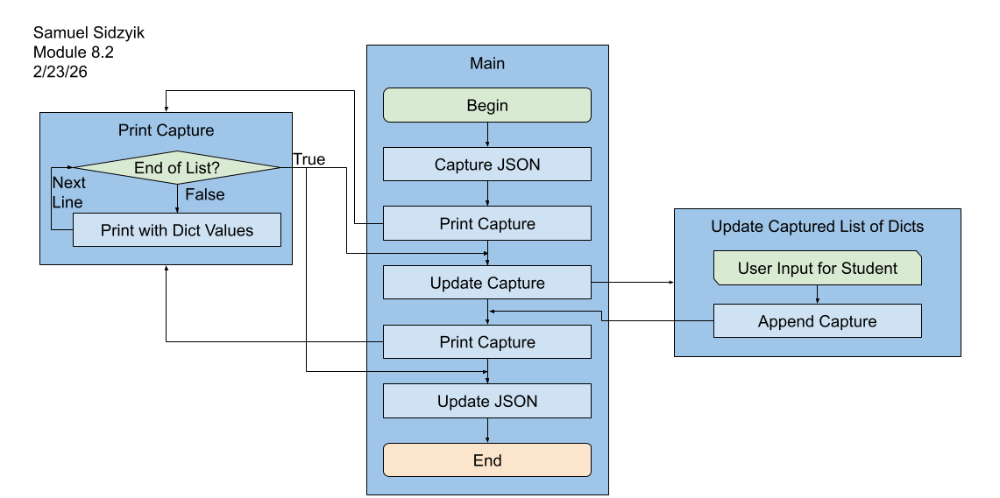 Samuel Sidzyik
Module 8.2
2/23/26
Main
Begin
Capture JSON
Print Capture
Update Capture
Print Capture
Update JSON
End
Print Capture
End of List?
True
False
Next
Line
Print with Dict Values
Update Captured List of Dicts
User Input for Student
Append Capture